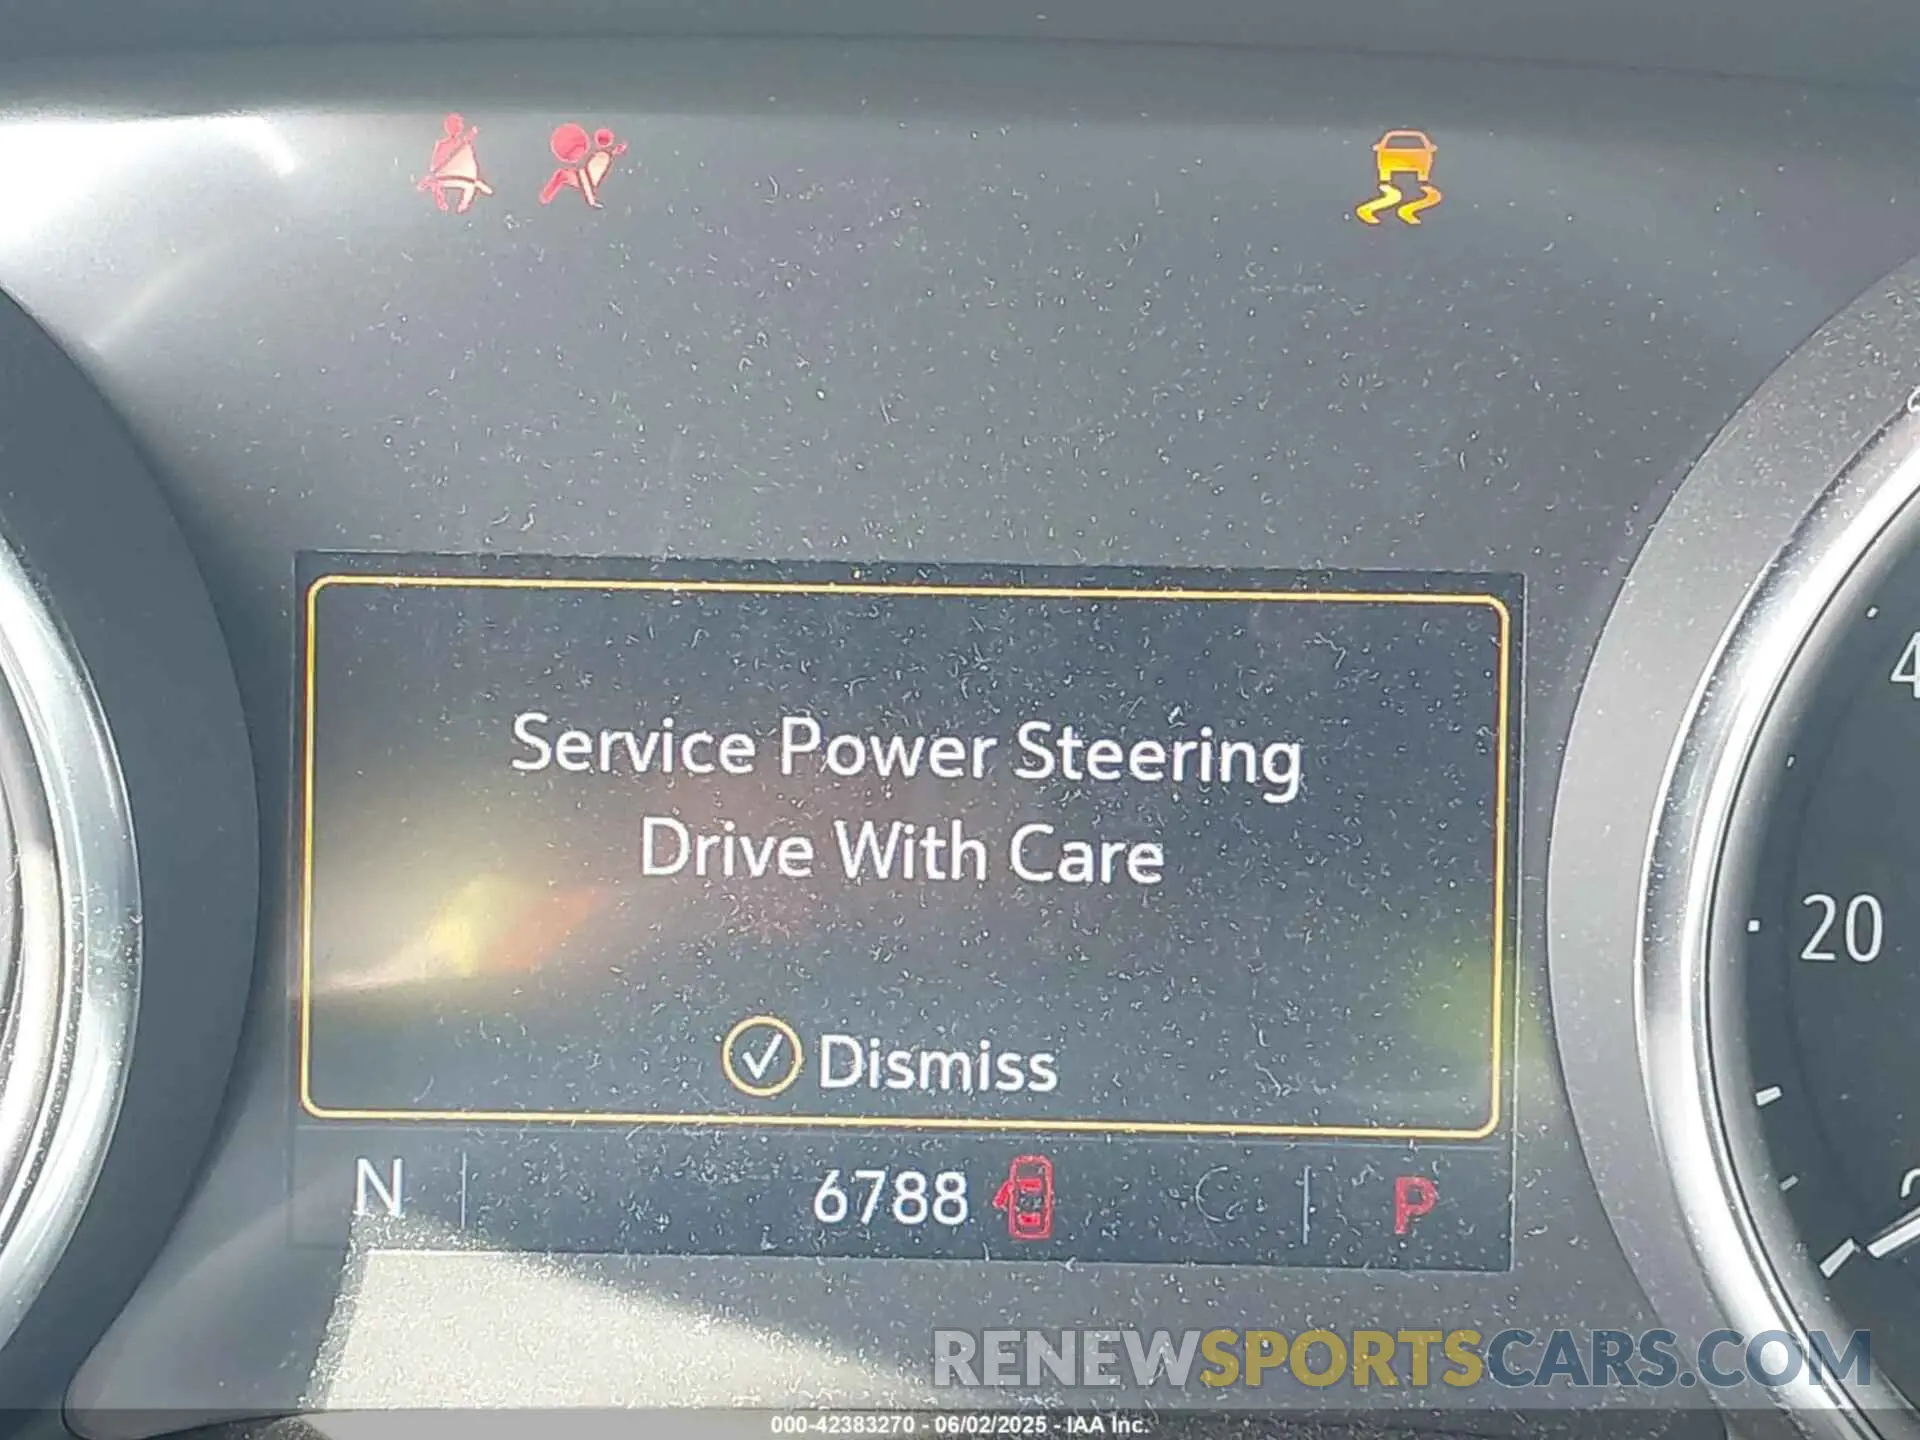 Service Power Steering
Drive With Care
Dismiss
20
N
6788
P
RENEWSPORTSCARS.COM
000-42383270 - 06/02/2025 - IAA Inc.